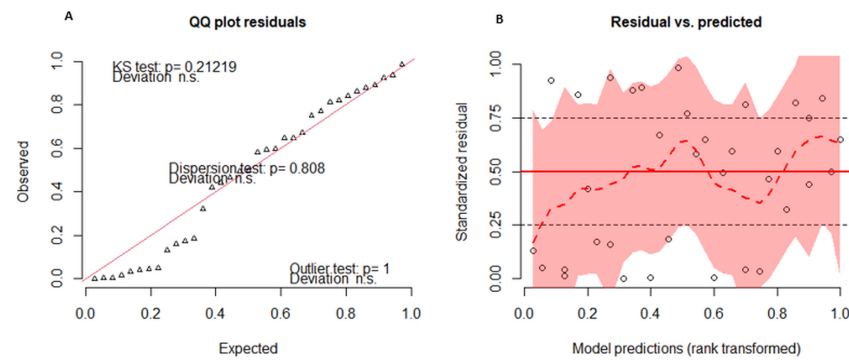 A
QQ plot residuals
KS test: p= 0.21219
Deviation n.s.
Dispersion test: p= 0.808
Deviation n.s.
Outlier test: p= 1
Deviation n.s.
Observed
0.0 0.2 0.4 0.6 0.8 1.0
0.0 0.2 0.4 0.6 0.8 1.0
Expected
B
Residual vs. predicted
Standardized residual
0.00 0.25 0.50 0.75 1.00
0.0 0.2 0.4 0.6 0.8 1.0
Model predictions (rank transformed)